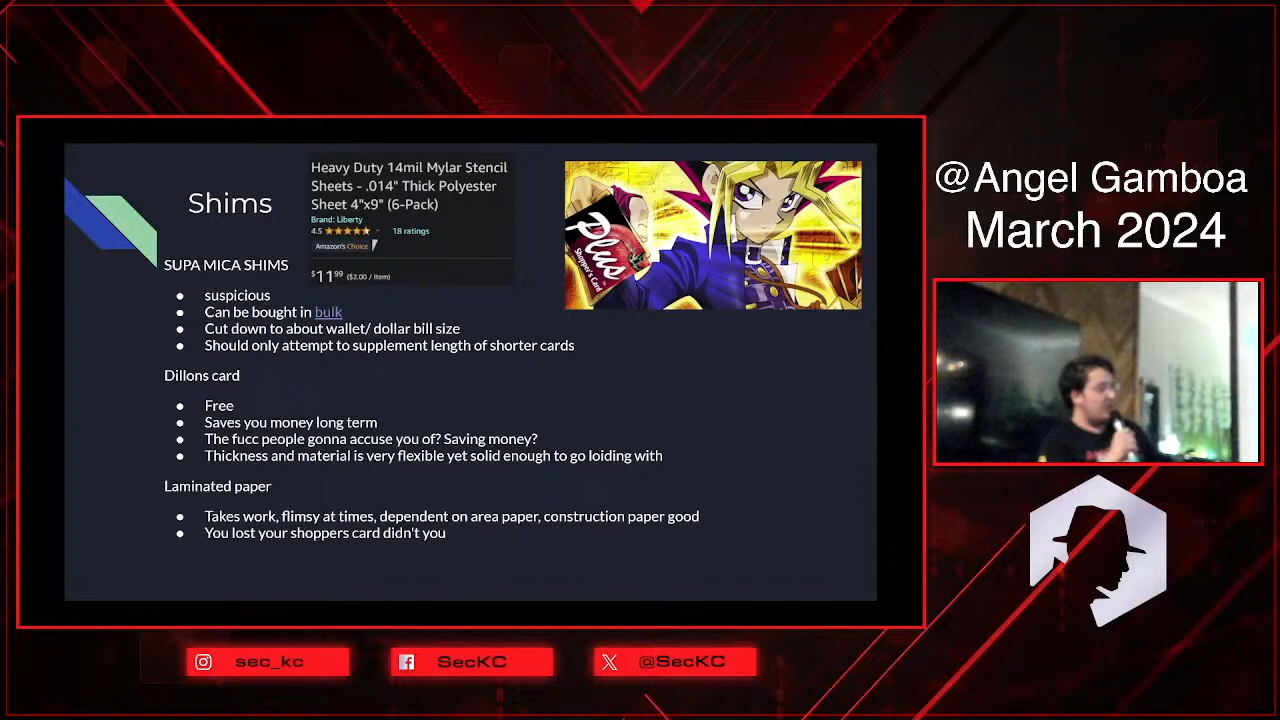 Shims
Heavy Duty 14mil Mylar Stencil
Sheets - .014" Thick Polyester
Sheet 4"x9" (6-Pack)
Brand: Liberty
4.5 18 ratings
Amazon's Choice
$11.99 ($2.00 / Item)
Plus
Shopper's Card
SUPA MICA SHIMS
● suspicious
● Can be bought in bulk
● Cut down to about wallet/ dollar bill size
● Should only attempt to supplement length of shorter cards
Dillons card
● Free
● Saves you money long term
● The fucc people gonna accuse you of? Saving money?
● Thickness and material is very flexible yet solid enough to go loiding with
Laminated paper
● Takes work, flimsy at times, dependent on area paper, construction paper good
● You lost your shoppers card didn't you
@Angel Gamboa
March 2024
sec_kc
SecKC
@SecKC